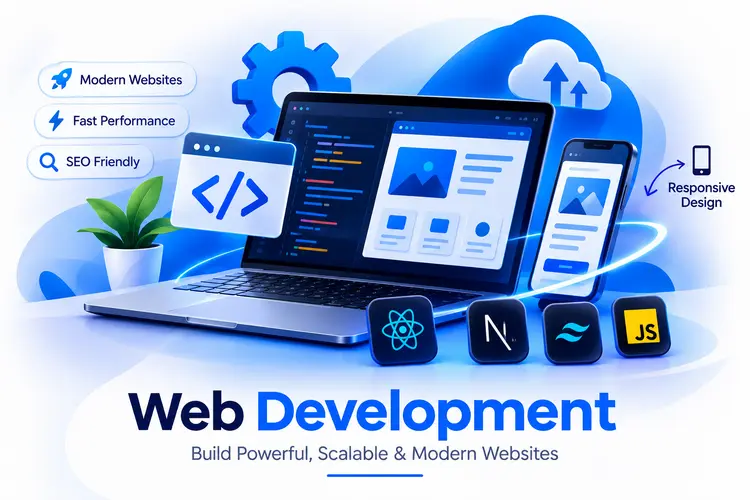 Modern Websites
Fast Performance
SEO Friendly
</>
Responsive
Design
N
JS
Web Development
Build Powerful, Scalable & Modern Websites